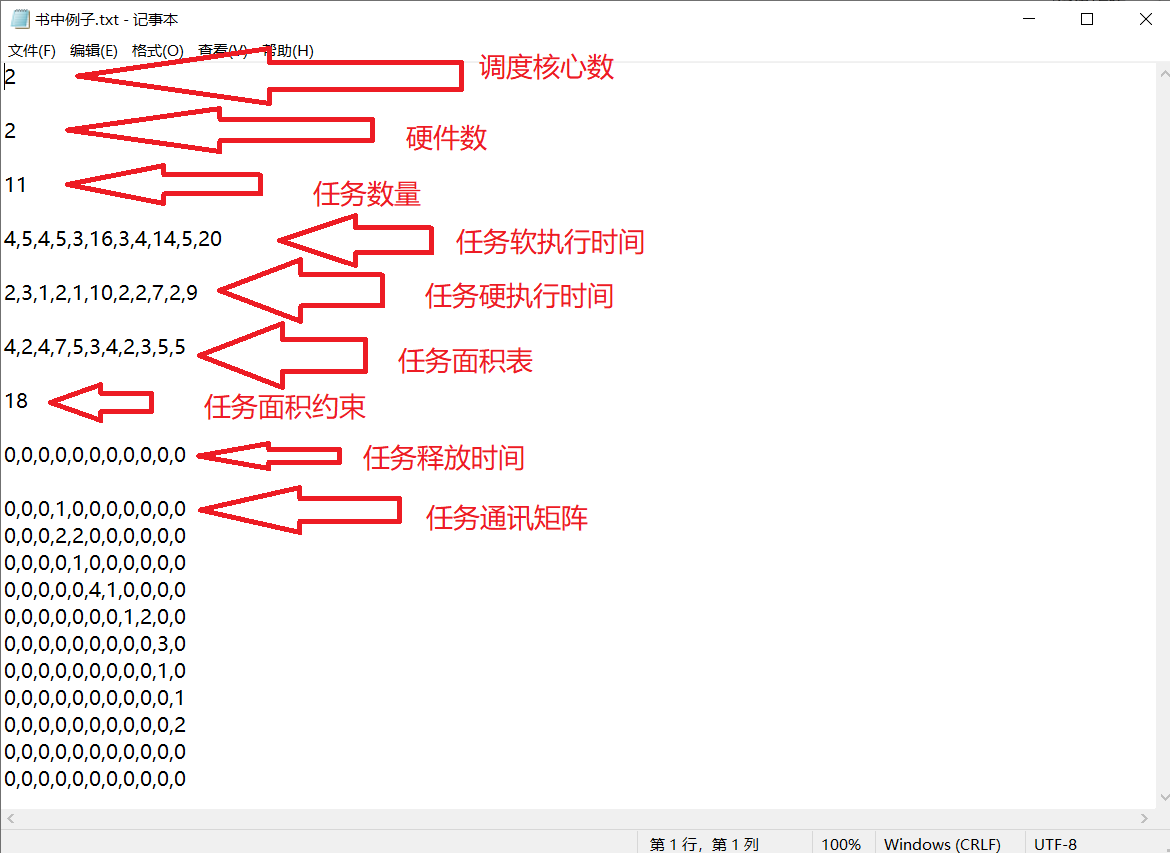 书中例子.txt - 记事本
文件(F) 编辑(E) 格式(O) 查看(V) 帮助(H)
2 调度核心数
2 硬件数
11 任务数量
4,5,4,5,3,16,3,4,14,5,20 任务软执行时间
2,3,1,2,1,10,2,2,7,2,9 任务硬执行时间
4,2,4,7,5,3,4,2,3,5,5 任务面积表
18 任务面积约束
0,0,0,0,0,0,0,0,0,0,0 任务释放时间
0,0,0,1,0,0,0,0,0,0,0 任务通讯矩阵
0,0,0,2,2,0,0,0,0,0,0
0,0,0,0,1,0,0,0,0,0,0
0,0,0,0,0,4,1,0,0,0,0
0,0,0,0,0,0,0,1,2,0,0
0,0,0,0,0,0,0,0,0,3,0
0,0,0,0,0,0,0,0,0,1,0
0,0,0,0,0,0,0,0,0,0,1
0,0,0,0,0,0,0,0,0,0,2
0,0,0,0,0,0,0,0,0,0,0
0,0,0,0,0,0,0,0,0,0,0
第 1 行，第 1 列 100% Windows (CRLF) UTF-8